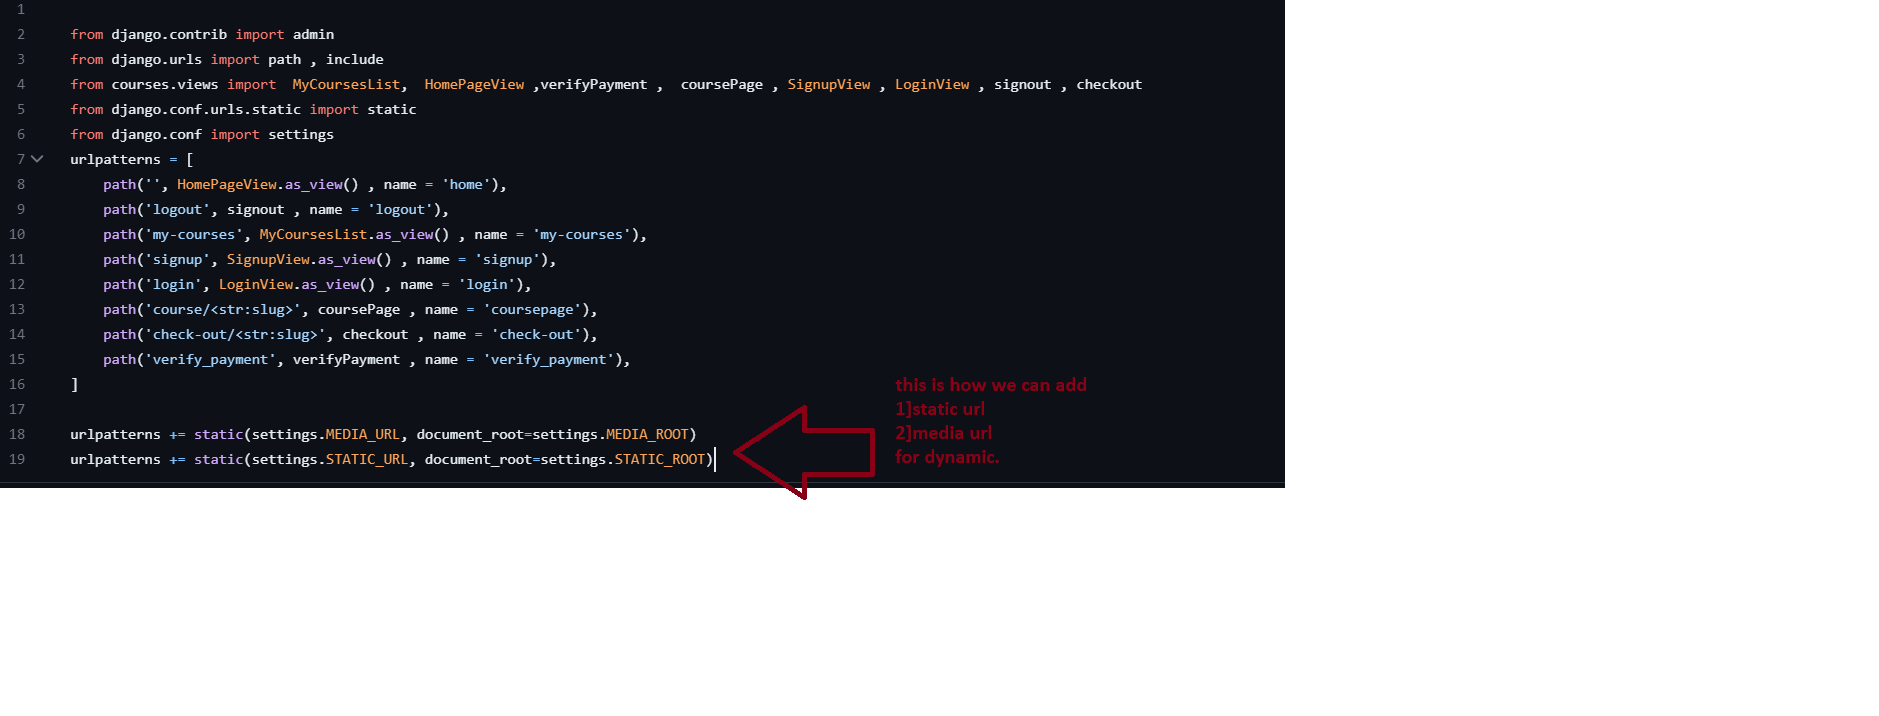 1
2 from django.contrib import admin
3 from django.urls import path , include
4 from courses.views import  MyCoursesList,  HomePageView ,verifyPayment ,  coursePage , SignupView , LoginView , signout , checkout
5 from django.conf.urls.static import static
6 from django.conf import settings
7 urlpatterns = [
8     path('', HomePageView.as_view() , name = 'home'),
9     path('logout', signout , name = 'logout'),
10     path('my-courses', MyCoursesList.as_view() , name = 'my-courses'),
11     path('signup', SignupView.as_view() , name = 'signup'),
12     path('login', LoginView.as_view() , name = 'login'),
13     path('course/<str:slug>', coursePage , name = 'coursepage'),
14     path('check-out/<str:slug>', checkout , name = 'check-out'),
15     path('verify_payment', verifyPayment , name = 'verify_payment'),
16 ]
17
18 urlpatterns += static(settings.MEDIA_URL, document_root=settings.MEDIA_ROOT)
19 urlpatterns += static(settings.STATIC_URL, document_root=settings.STATIC_ROOT)
this is how we can add
1]static url
2]media url
for dynamic.